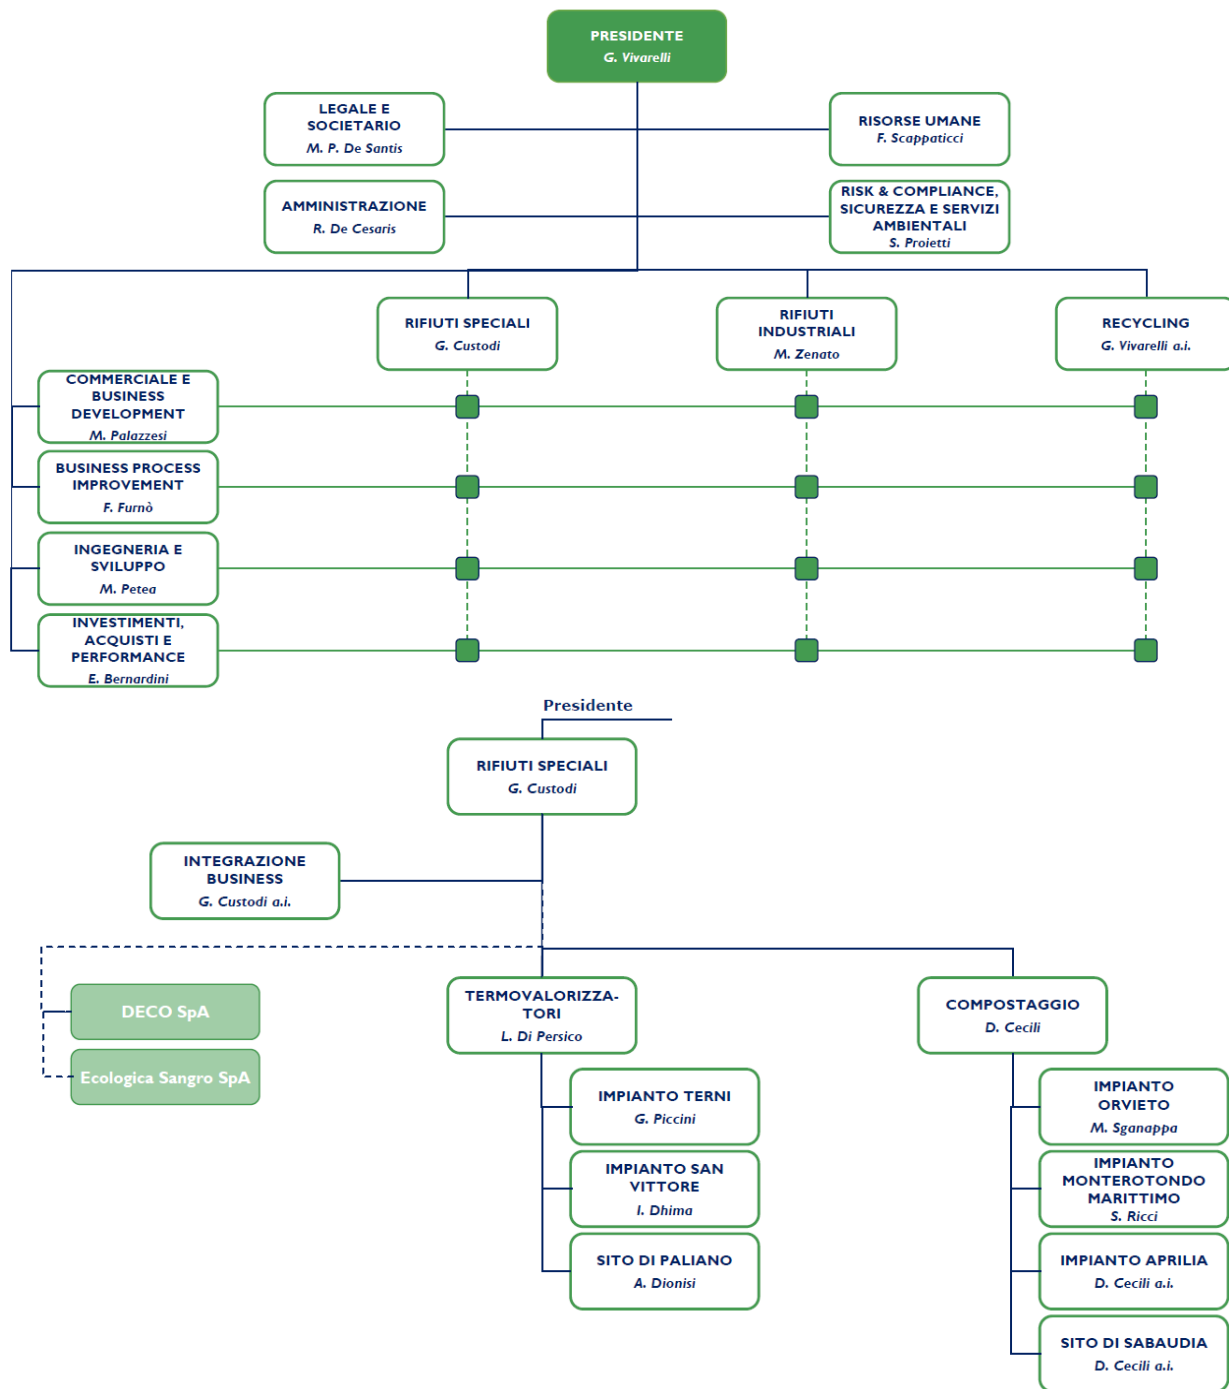 PRESIDENTE
G. Vivarelli
LEGALE E
SOCIETARIO
M. P. De Santis
RISORSE UMANE
F. Scappaticci
AMMINISTRAZIONE
R. De Cesaris
RISK & COMPLIANCE,
SICUREZZA E SERVIZI
AMBIENTALI
S. Proietti
RIFIUTI SPECIALI
G. Custodi
RIFIUTI
INDUSTRIALI
M. Zenato
RECYCLING
G. Vivarelli a.i.
COMMERCIALE E
BUSINESS
DEVELOPMENT
M. Palazzesi
BUSINESS PROCESS
IMPROVEMENT
F. Furnò
INGEGNERIA E
SVILUPPO
M. Petea
INVESTIMENTI,
ACQUISTI E
PERFORMANCE
E. Bernardini
Presidente
RIFIUTI SPECIALI
G. Custodi
INTEGRAZIONE
BUSINESS
G. Custodi a.i.
DECO SpA
Ecologica Sangro SpA
TERMOVALORIZZA-
TORI
L. Di Persico
IMPIANTO TERNI
G. Piccini
IMPIANTO SAN
VITTORE
I. Dhima
SITO DI PALIANO
A. Dionisi
COMPOSTAGGIO
D. Cecili
IMPIANTO
ORVIETO
M. Sganappa
IMPIANTO
MONTEROTONDO
MARITTIMO
S. Ricci
IMPIANTO APRILIA
D. Cecili a.i.
SITO DI SABAUDIA
D. Cecili a.i.